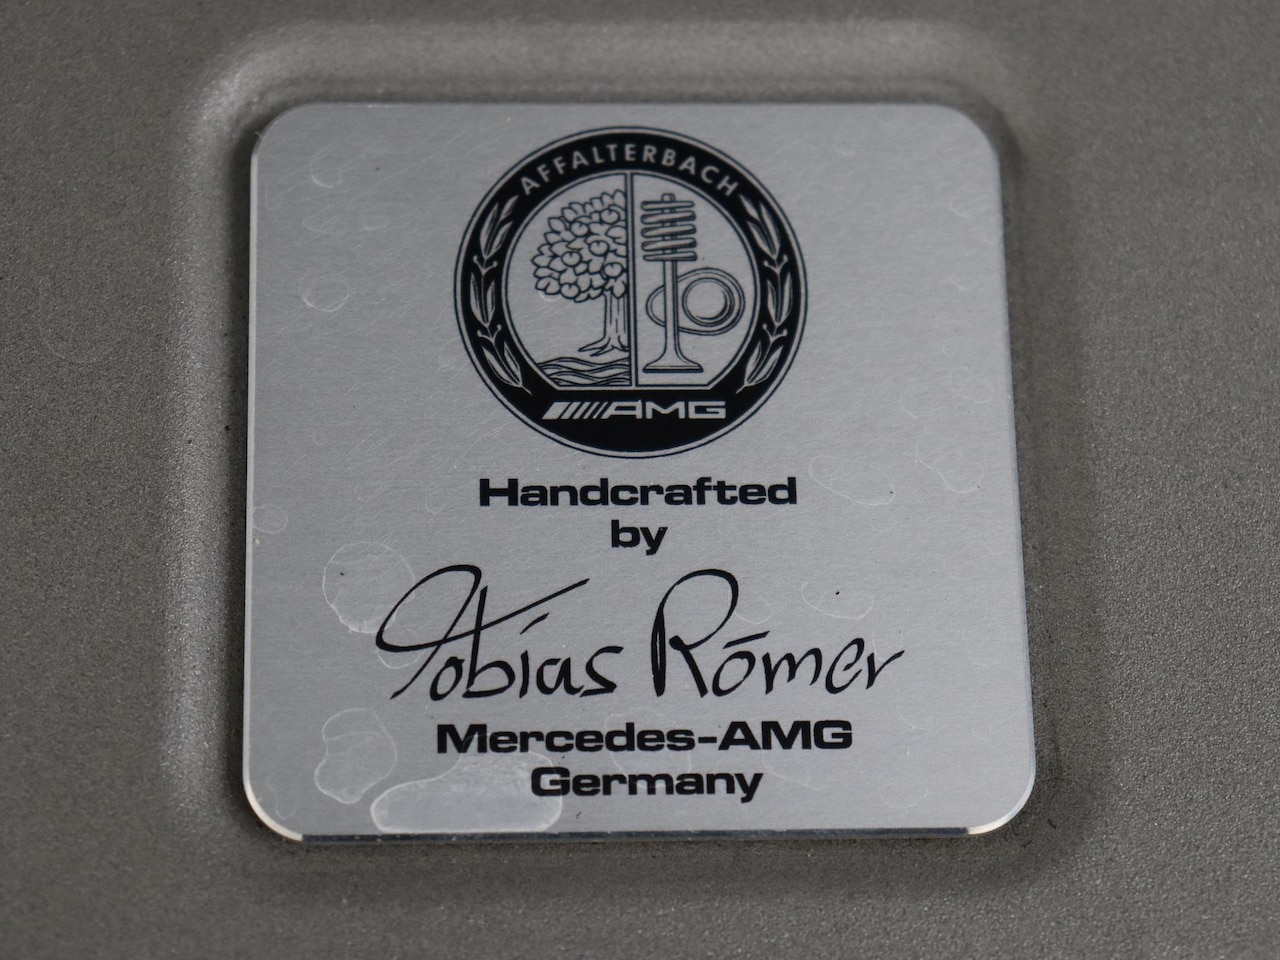 AFFALTERBACH
AMG
Handcrafted
by
Tobias Römer
Mercedes-AMG
Germany